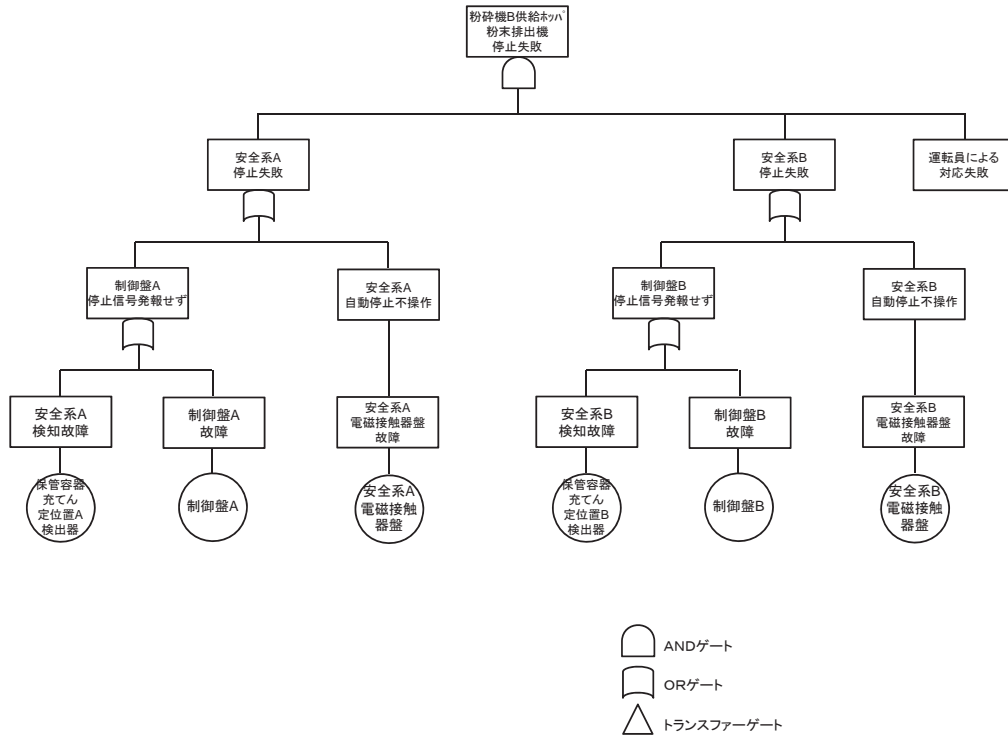 粉砕機B供給ﾎｯﾊﾟ
粉末排出機
停止失敗
安全系A
停止失敗
安全系B
停止失敗
運転員による
対応失敗
制御盤A
停止信号発報せず
安全系A
自動停止不操作
制御盤B
停止信号発報せず
安全系B
自動停止不操作
安全系A
検知故障
制御盤A
故障
安全系A
電磁接触器盤
故障
安全系B
検知故障
制御盤B
故障
安全系B
電磁接触器盤
故障
保管容器
充てん
定位置A
検出器
制御盤A
安全系A
電磁接触
器盤
保管容器
充てん
定位置B
検出器
制御盤B
安全系B
電磁接触
器盤
ANDゲート
ORゲート
トランスファーゲート